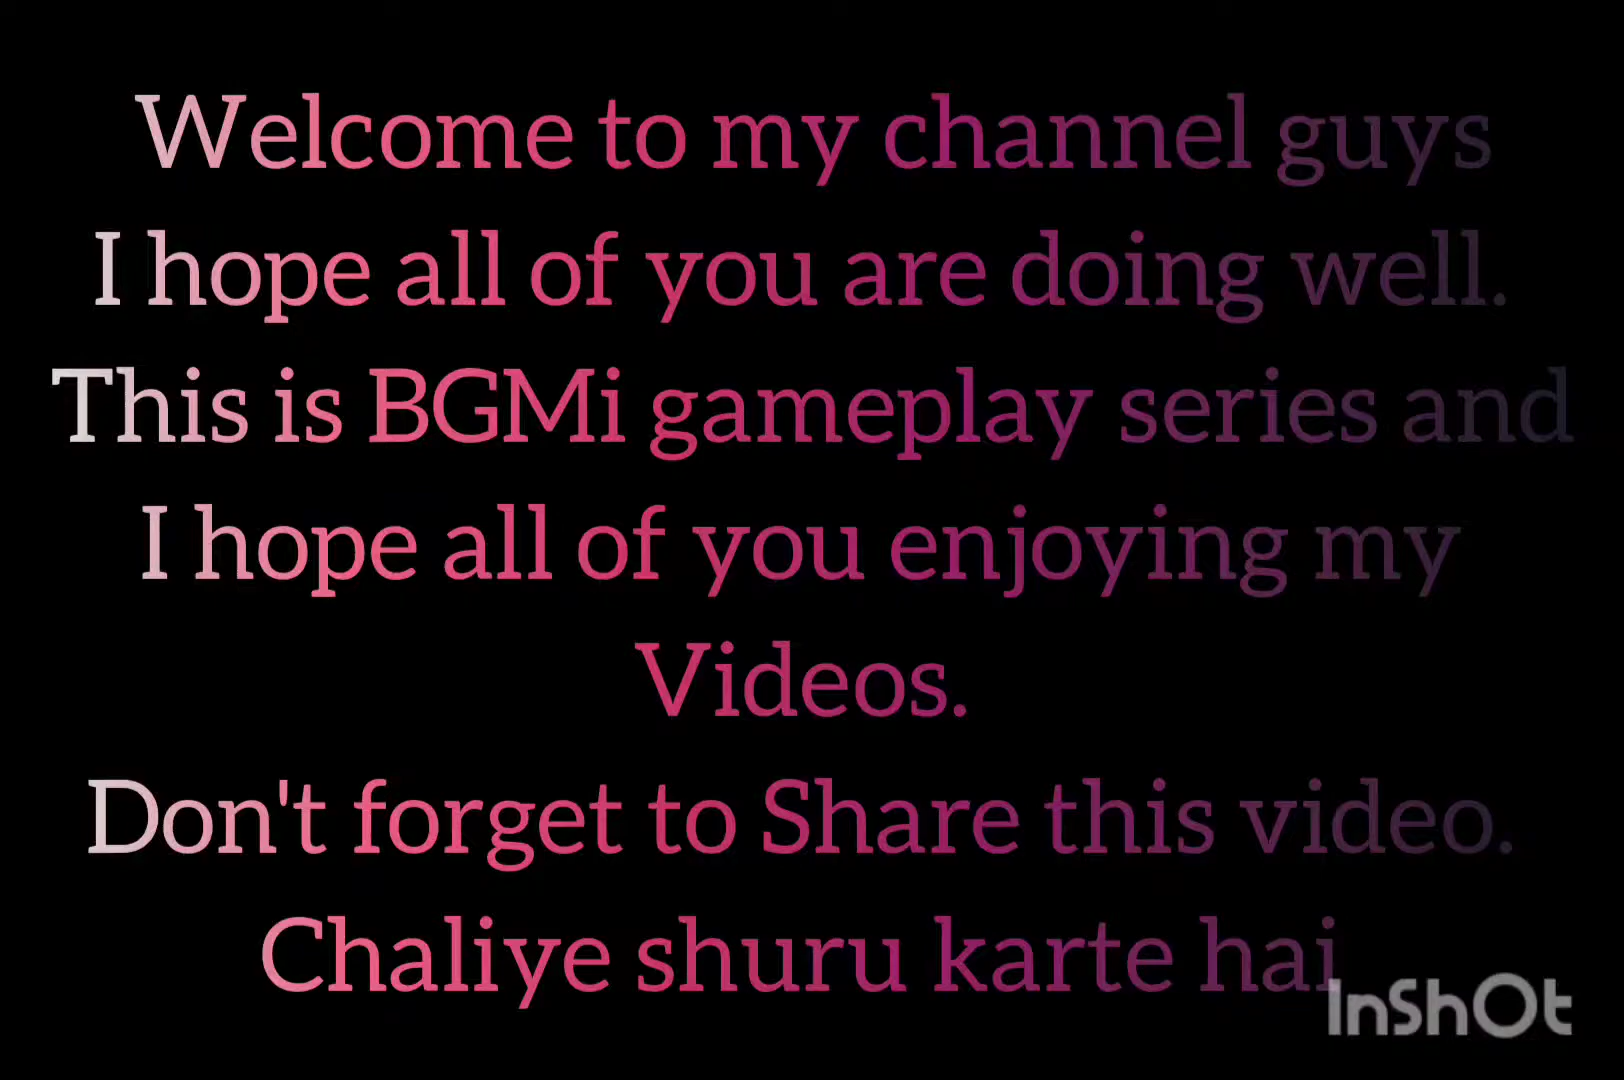 Welcome to my channel guys
I hope all of you are doing well.
This is BGMi gameplay series and
I hope all of you enjoying my
Videos.
Don't forget to Share this video.
Chaliye shuru karte hai
InShOt